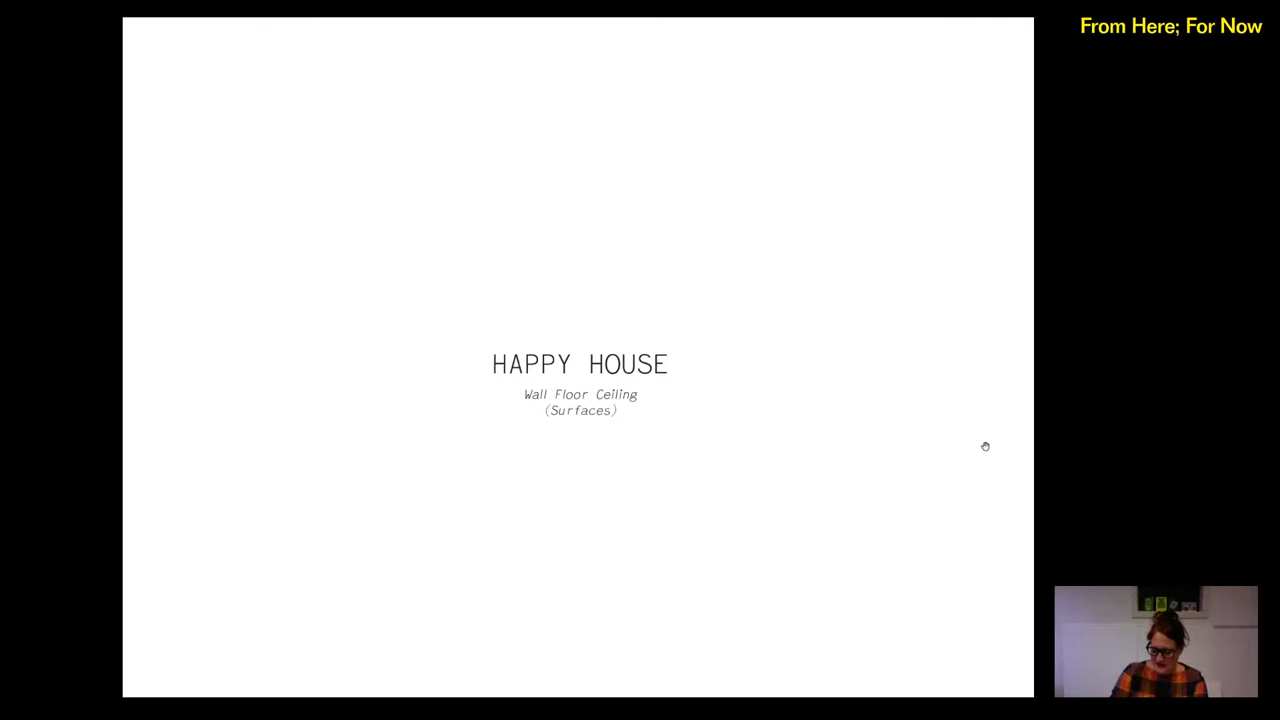 From Here; For Now
HAPPY HOUSE
Wall Floor Ceiling
(Surfaces)